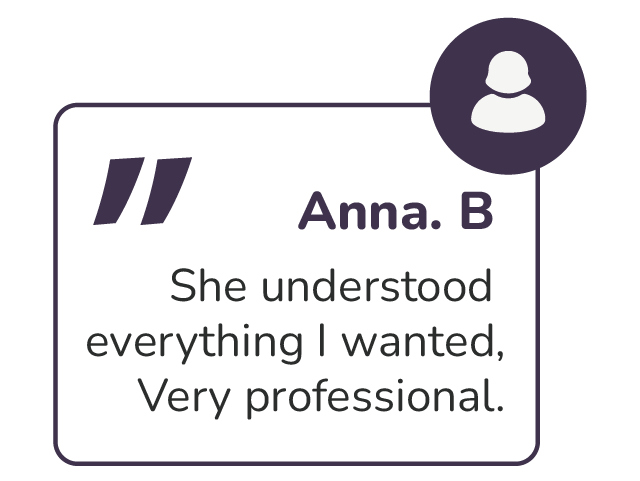 Anna. B
She understood
everything I wanted,
Very professional.